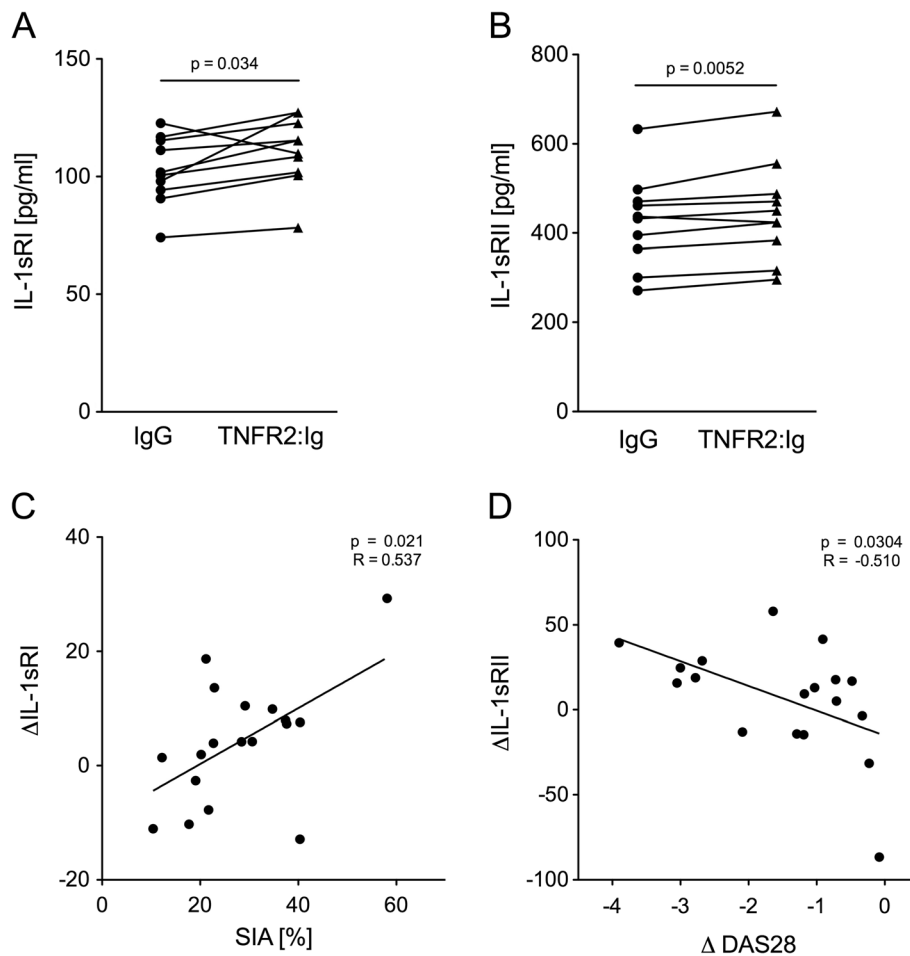 A
p = 0.034
IL-1sRI [pg/ml]
150
100
50
0
IgG
TNFR2:Ig
B
p = 0.0052
IL-1sRII [pg/ml]
800
600
400
200
0
IgG
TNFR2:Ig
C
p = 0.021
R = 0.537
ΔIL-1sRI
40
20
0
-20
0
20
40
60
SIA [%]
D
p = 0.0304
R = -0.510
ΔIL-1sRII
100
50
0
-50
-100
-4
-3
-2
-1
0
Δ DAS28